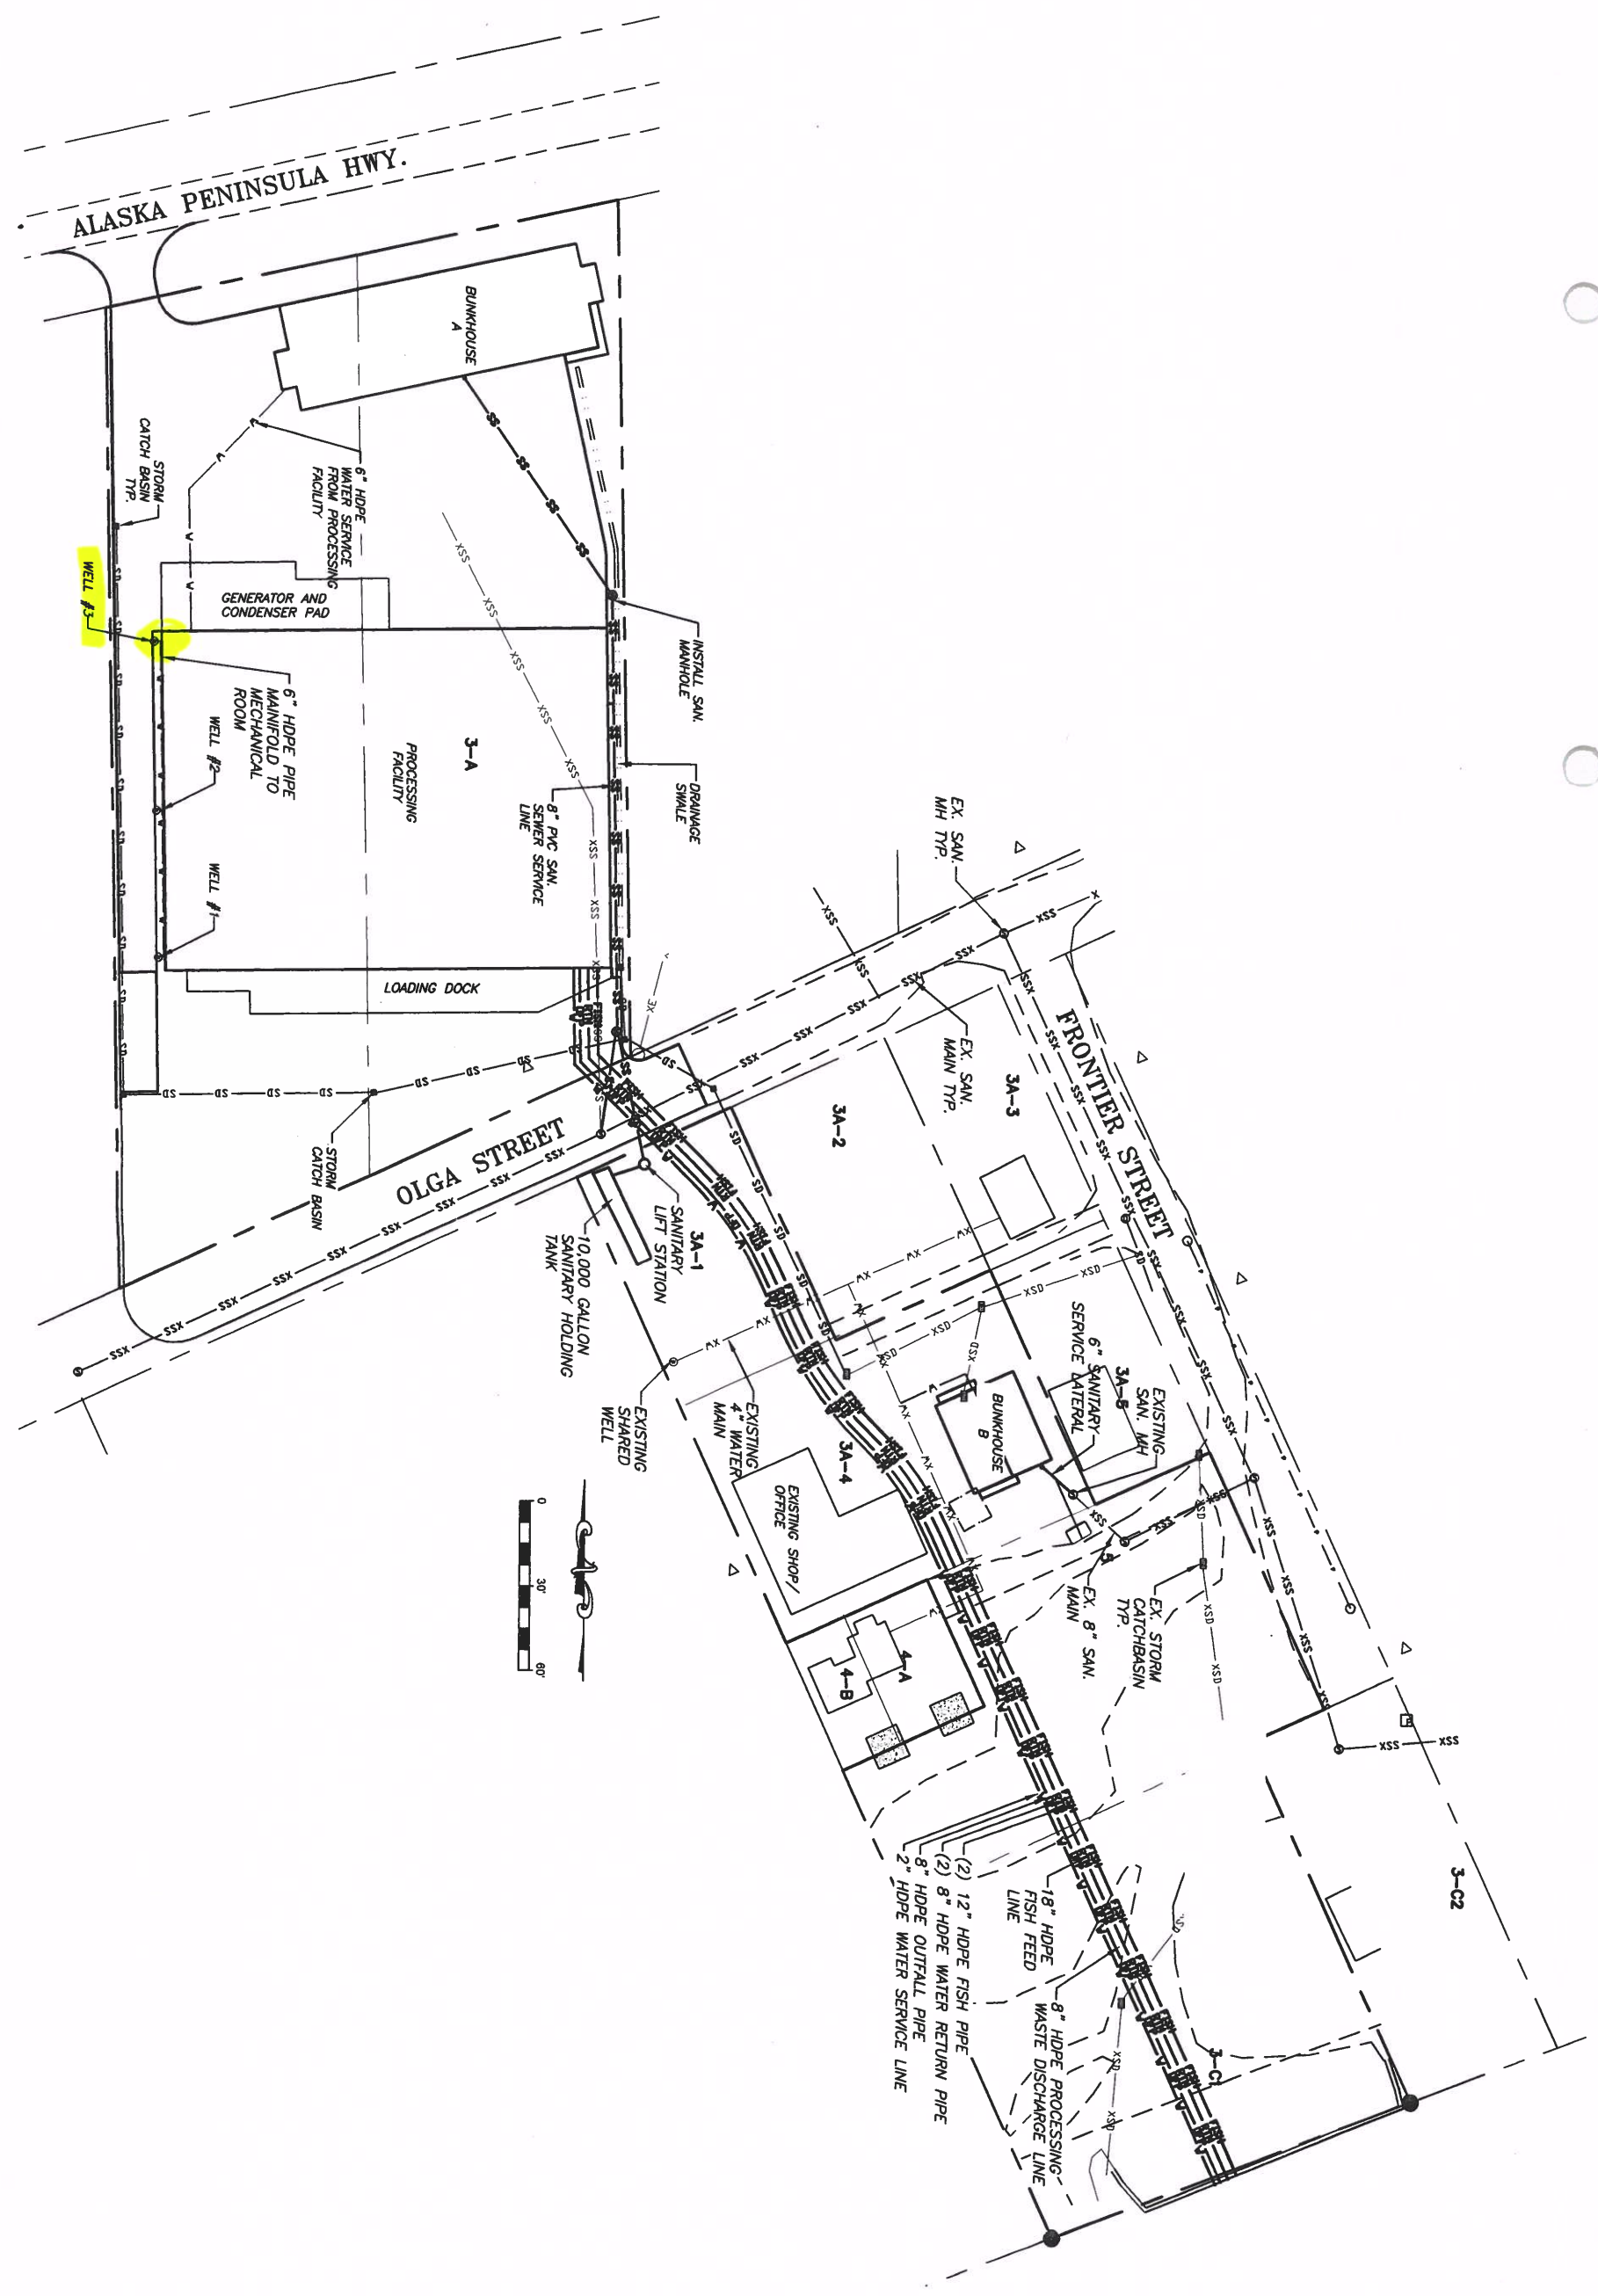 ALASKA PENINSULA HWY.
BUNKHOUSE
A
STORM
CATCH BASIN
TYP.
6" HDPE
WATER SERVICE
FROM PROCESSING
FACILITY
WELL #3
GENERATOR AND
CONDENSER PAD
INSTALL SAN.
MANHOLE
6" HDPE PIPE
MAINIFOLD TO
MECHANICAL
ROOM
WELL #2
WELL #1
3-A
PROCESSING
FACILITY
8" PVC SAN.
SEWER SERVICE
LINE
DRAINAGE
SWALE
LOADING DOCK
EX. SAN.
MH TYP.
EX. SAN.
MAIN TYP.
FRONTIER STREET
3A-3
3A-2
OLGA STREET
STORM
CATCH BASIN
3A-1
SANITARY
LIFT STATION
10,000 GALLON
SANITARY HOLDING
TANK
EXISTING
SHARED
WELL
EXISTING
4" WATER
MAIN
3A-4
EXISTING SHOP/
OFFICE
BUNKHOUSE
B
3A-5
6" SANITARY
SERVICE LATERAL
EXISTING
SAN. MH
EX. 8" SAN.
MAIN
EX. STORM
CATCHBASIN
TYP.
4-A
4-B
0
30'
60'
3-C2
18" HDPE
FISH FEED
LINE
8" HDPE PROCESSING
WASTE DISCHARGE LINE
(2) 12" HDPE FISH PIPE
(2) 8" HDPE WATER RETURN PIPE
8" HDPE OUTFALL PIPE
2" HDPE WATER SERVICE LINE
XSS
SS
SD
XSD
XW
XE